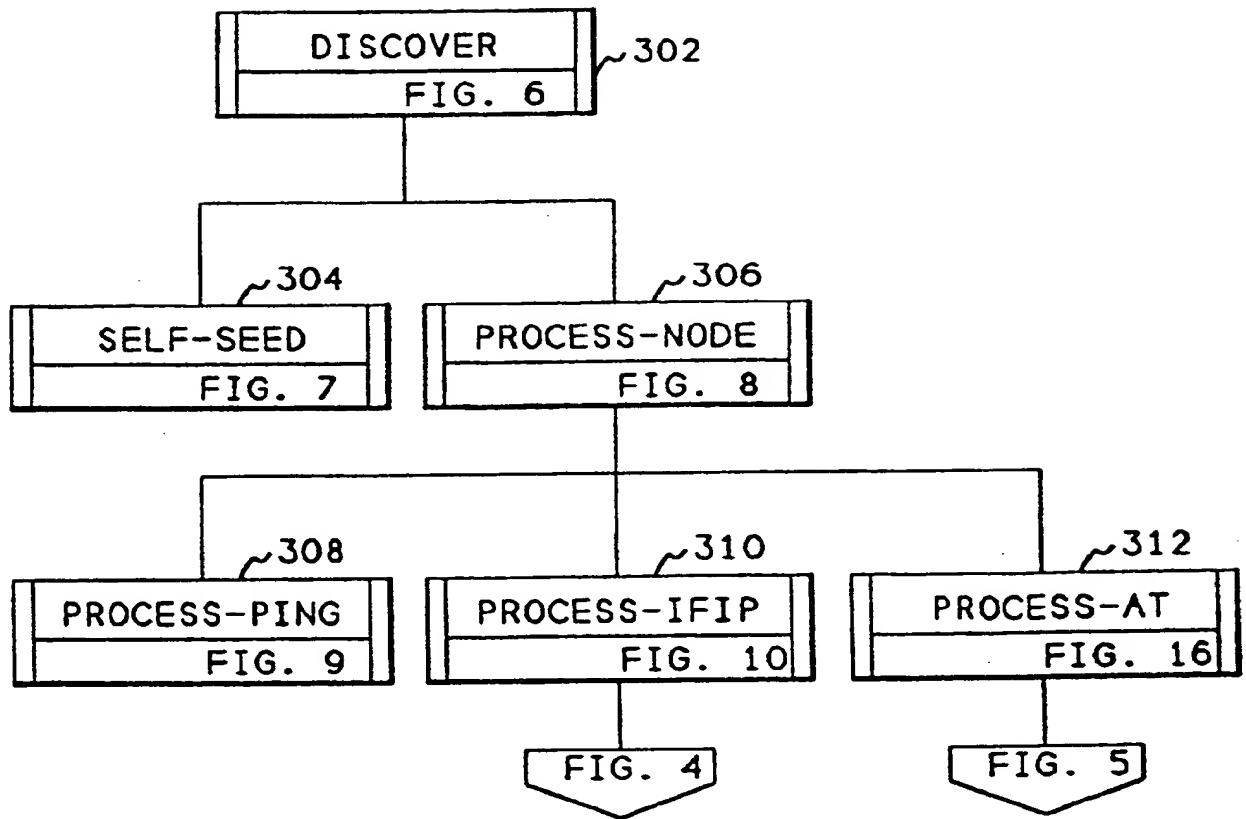 DISCOVER
302
FIG. 6
304
306
SELF-SEED
PROCESS-NODE
FIG. 7
FIG. 8
308
310
312
PROCESS-PING
PROCESS-IFIP
PROCESS-AT
FIG. 9
FIG. 10
FIG. 16
FIG. 4
FIG. 5